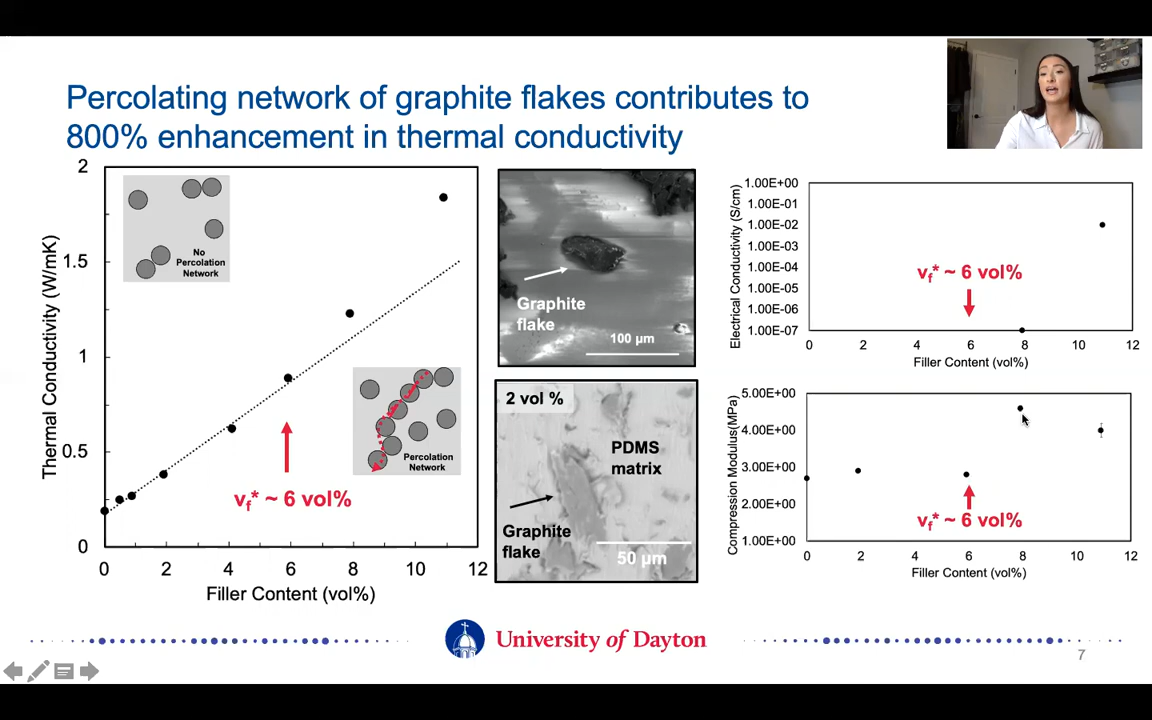 Percolating network of graphite flakes contributes to
800% enhancement in thermal conductivity
Thermal Conductivity (W/mK)
2
1.5
1
0.5
0
0 2 4 6 8 10 12
Filler Content (vol%)
No
Percolation
Network
Percolation
Network
vf* ~ 6 vol%
Graphite
flake
100 µm
2 vol %
PDMS
matrix
Graphite
flake
50 µm
Electrical Conductivity (S/cm)
1.00E+00
1.00E-01
1.00E-02
1.00E-03
1.00E-04
1.00E-05
1.00E-06
1.00E-07
vf* ~ 6 vol%
0 2 4 6 8 10 12
Filler Content (vol%)
Compression Modulus(MPa)
5.00E+00
4.00E+00
3.00E+00
2.00E+00
1.00E+00
vf* ~ 6 vol%
0 2 4 6 8 10 12
Filler Content (vol%)
University of Dayton
7